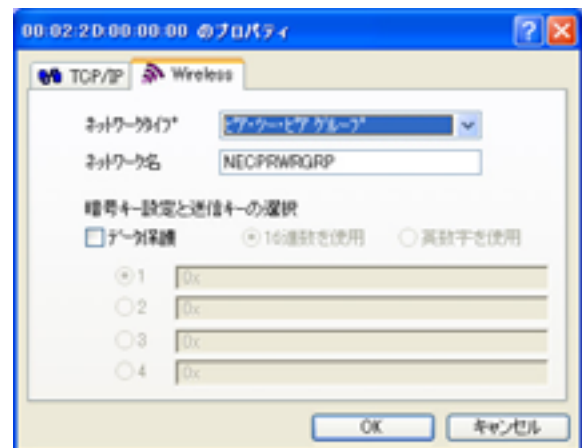 00:02:2D:00:00:00 のプロパティ
TCP/IP Wireless
ネットワークタイプ ピア・ツー・ピア グループ
ネットワーク名 NECPRWRGRP
暗号キー設定と送信キーの選択
データ保護 16進数を使用 英数字を使用
1 0x
2 0x
3 0x
4 0x
OK キャンセル